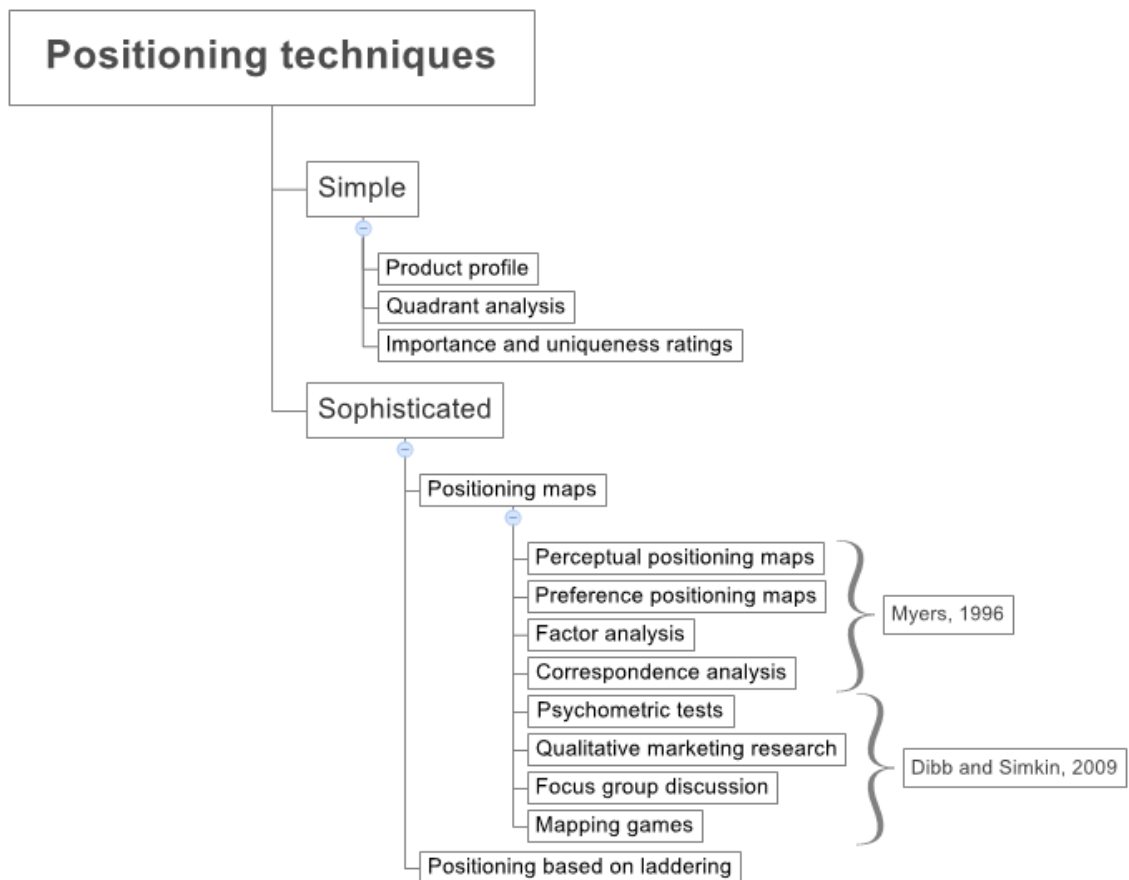 Positioning techniques
Simple
Product profile
Quadrant analysis
Importance and uniqueness ratings
Sophisticated
Positioning maps
Perceptual positioning maps
Preference positioning maps
Factor analysis
Correspondence analysis
Myers, 1996
Psychometric tests
Qualitative marketing research
Focus group discussion
Mapping games
Dibb and Simkin, 2009
Positioning based on laddering